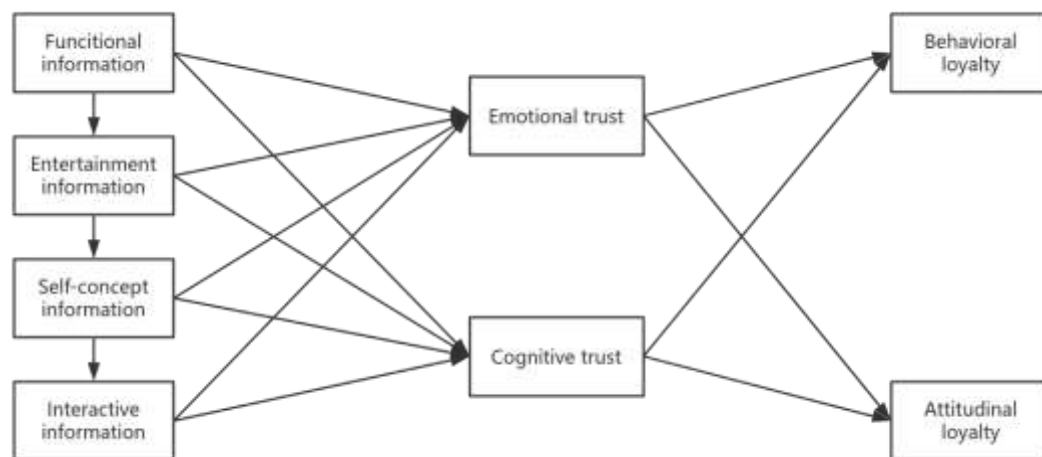 Funcitional
information
Entertainment
information
Self-concept
information
Interactive
information
Emotional trust
Cognitive trust
Behavioral
loyalty
Attitudinal
loyalty